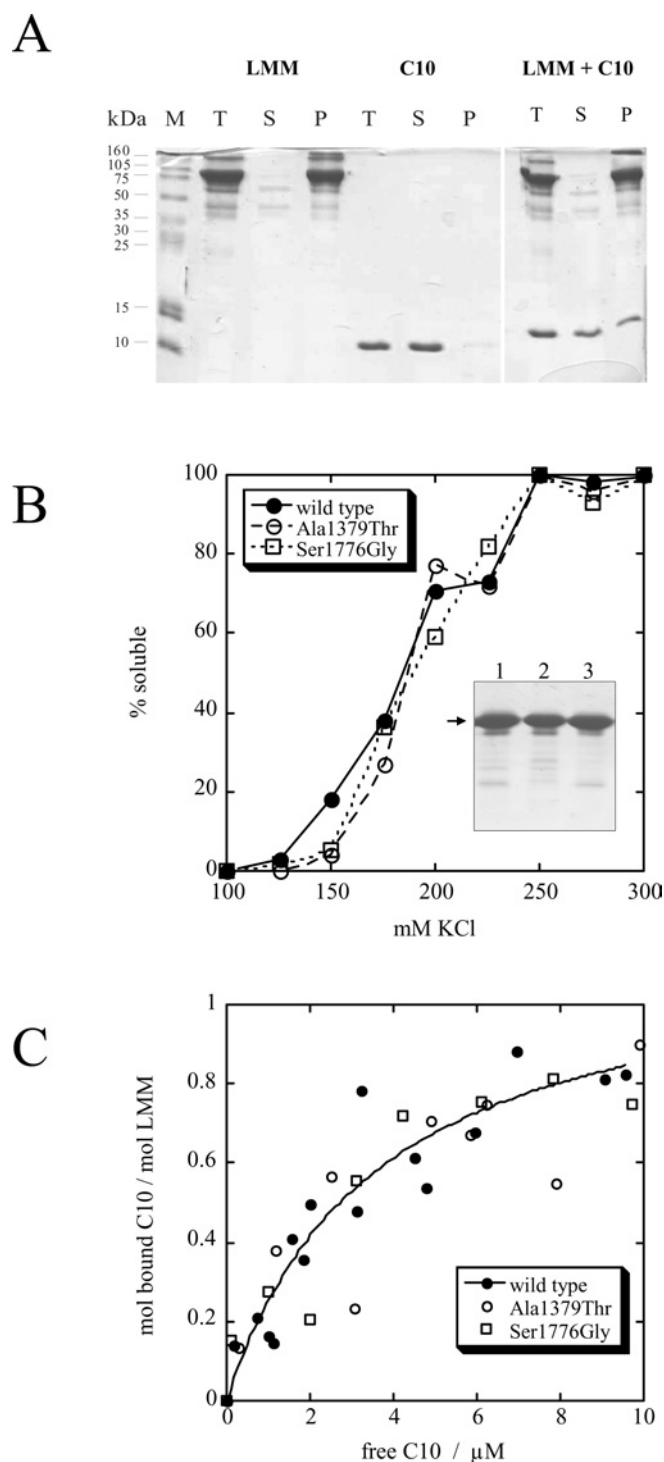 A
LMM C10 LMM + C10
kDa M T S P T S P T S P
160
105
75
50
35
30
25
15
10
B
100
80
60
40
20
0
% soluble
wild type
Ala1379Thr
Ser1776Gly
1 2 3
100 150 200 250 300
mM KCl
C
1
0.8
0.6
0.4
0.2
0
mol bound C10 / mol LMM
wild type
Ala1379Thr
Ser1776Gly
0 2 4 6 8 10
free C10 / µM